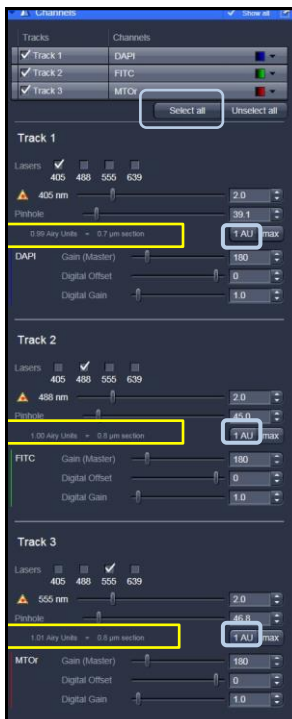 Channels Show all
Tracks Channels
Track 1 DAPI
Track 2 FITC
Track 3 MTOr
Select all Unselect all
Track 1
Lasers
405 488 555 639
405 nm 2.0
Pinhole 39.1
0.99 Airy Units = 0.7 µm section 1 AU max
DAPI Gain (Master) 180
Digital Offset 0
Digital Gain 1.0
Track 2
Lasers
405 488 555 639
488 nm 2.0
Pinhole 45.0
1.00 Airy Units = 0.8 µm section 1 AU max
FITC Gain (Master) 180
Digital Offset 0
Digital Gain 1.0
Track 3
Lasers
405 488 555 639
555 nm 2.0
Pinhole 46.8
1.01 Airy Units = 0.6 µm section 1 AU max
MTOr Gain (Master) 180
Digital Offset 0
Digital Gain 1.0